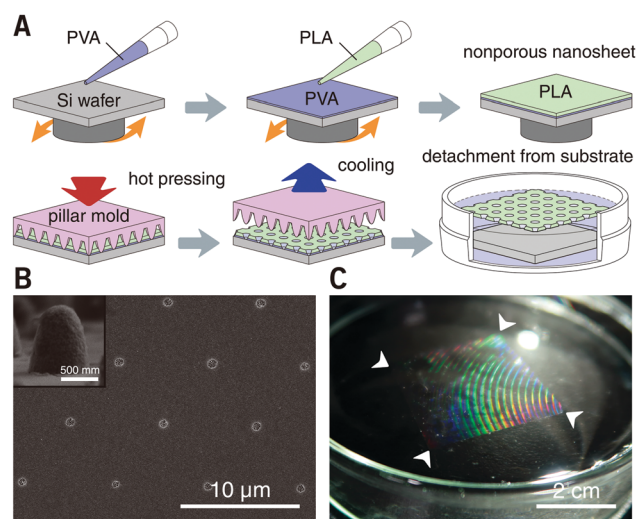 A
PVA
PLA
nonporous nanosheet
Si wafer
PVA
PLA
hot pressing
cooling
detachment from substrate
pillar mold
B
C
500 mm
10 μm
2 cm